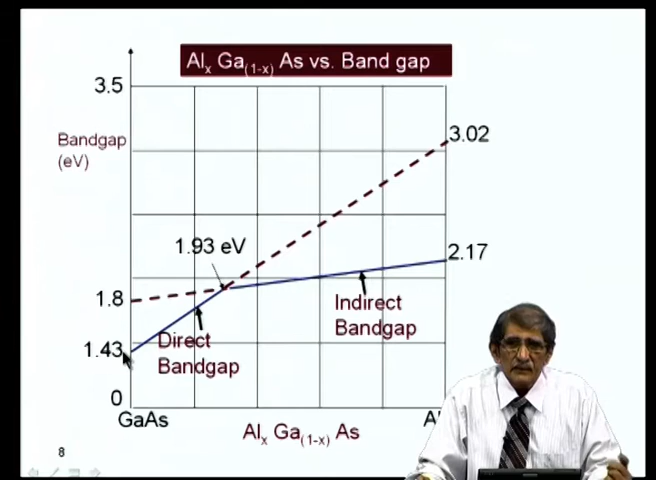 Alx Ga(1-x) As vs. Band gap
3.5
Bandgap
(eV)
3.02
1.93 eV
2.17
1.8
Indirect
Bandgap
1.43
Direct
Bandgap
0
GaAs
Alx Ga(1-x) As
8